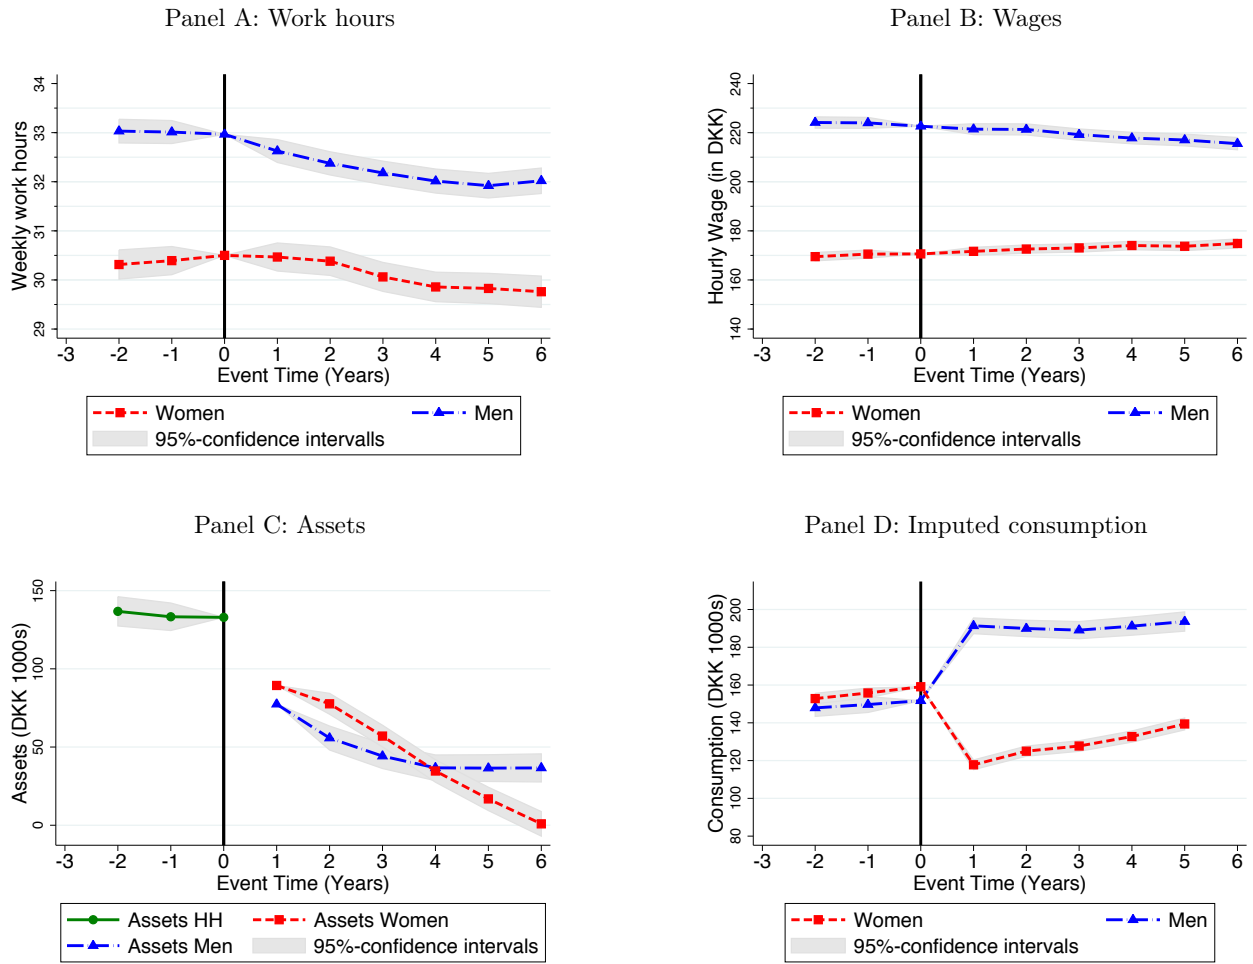 Panel A: Work hours
Weekly work hours
34
33
32
31
30
29
-3 -2 -1 0 1 2 3 4 5 6
Event Time (Years)
Women Men
95%-confidence intervalls
Panel B: Wages
Hourly Wage (in DKK)
240
220
200
180
160
140
-3 -2 -1 0 1 2 3 4 5 6
Event Time (Years)
Women Men
95%-confidence intervalls
Panel C: Assets
Assets (DKK 1000s)
150
100
50
0
-3 -2 -1 0 1 2 3 4 5 6
Event Time (Years)
Assets HH Assets Women
Assets Men 95%-confidence intervals
Panel D: Imputed consumption
Consumption (DKK 1000s)
200
180
160
140
120
100
80
-3 -2 -1 0 1 2 3 4 5 6
Event Time (Years)
Women Men
95%-confidence intervals